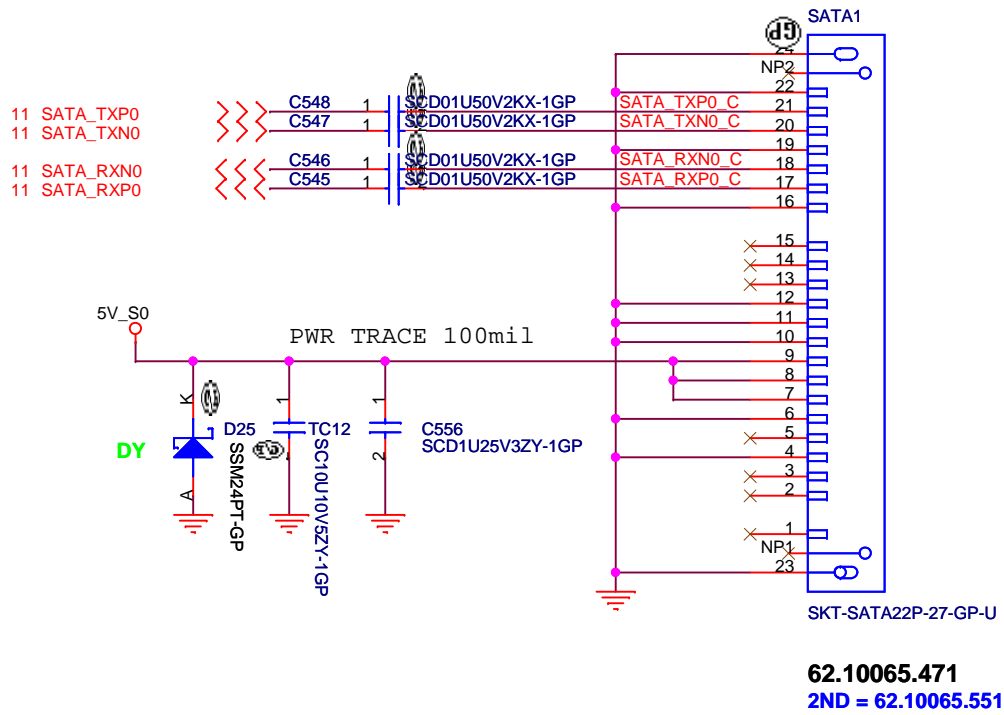 SATA1
GP
24
NP2
22
11 SATA_TXP0
C548
1
SCD01U50V2KX-1GP
SATA_TXP0_C
21
11 SATA_TXN0
C547
1
SCD01U50V2KX-1GP
SATA_TXN0_C
20
19
11 SATA_RXN0
C546
1
SCD01U50V2KX-1GP
SATA_RXN0_C
18
11 SATA_RXP0
C545
1
SCD01U50V2KX-1GP
SATA_RXP0_C
17
16
15
14
13
12
11
10
9
8
7
6
5
4
3
2
1
NP1
23
5V_S0
PWR TRACE 100mil
K
A
DY
D25
SSM24PT-GP
1
TC12
SC10U10V5ZY-1GP
1
2
C556
SCD1U25V3ZY-1GP
SKT-SATA22P-27-GP-U
62.10065.471
2ND = 62.10065.551